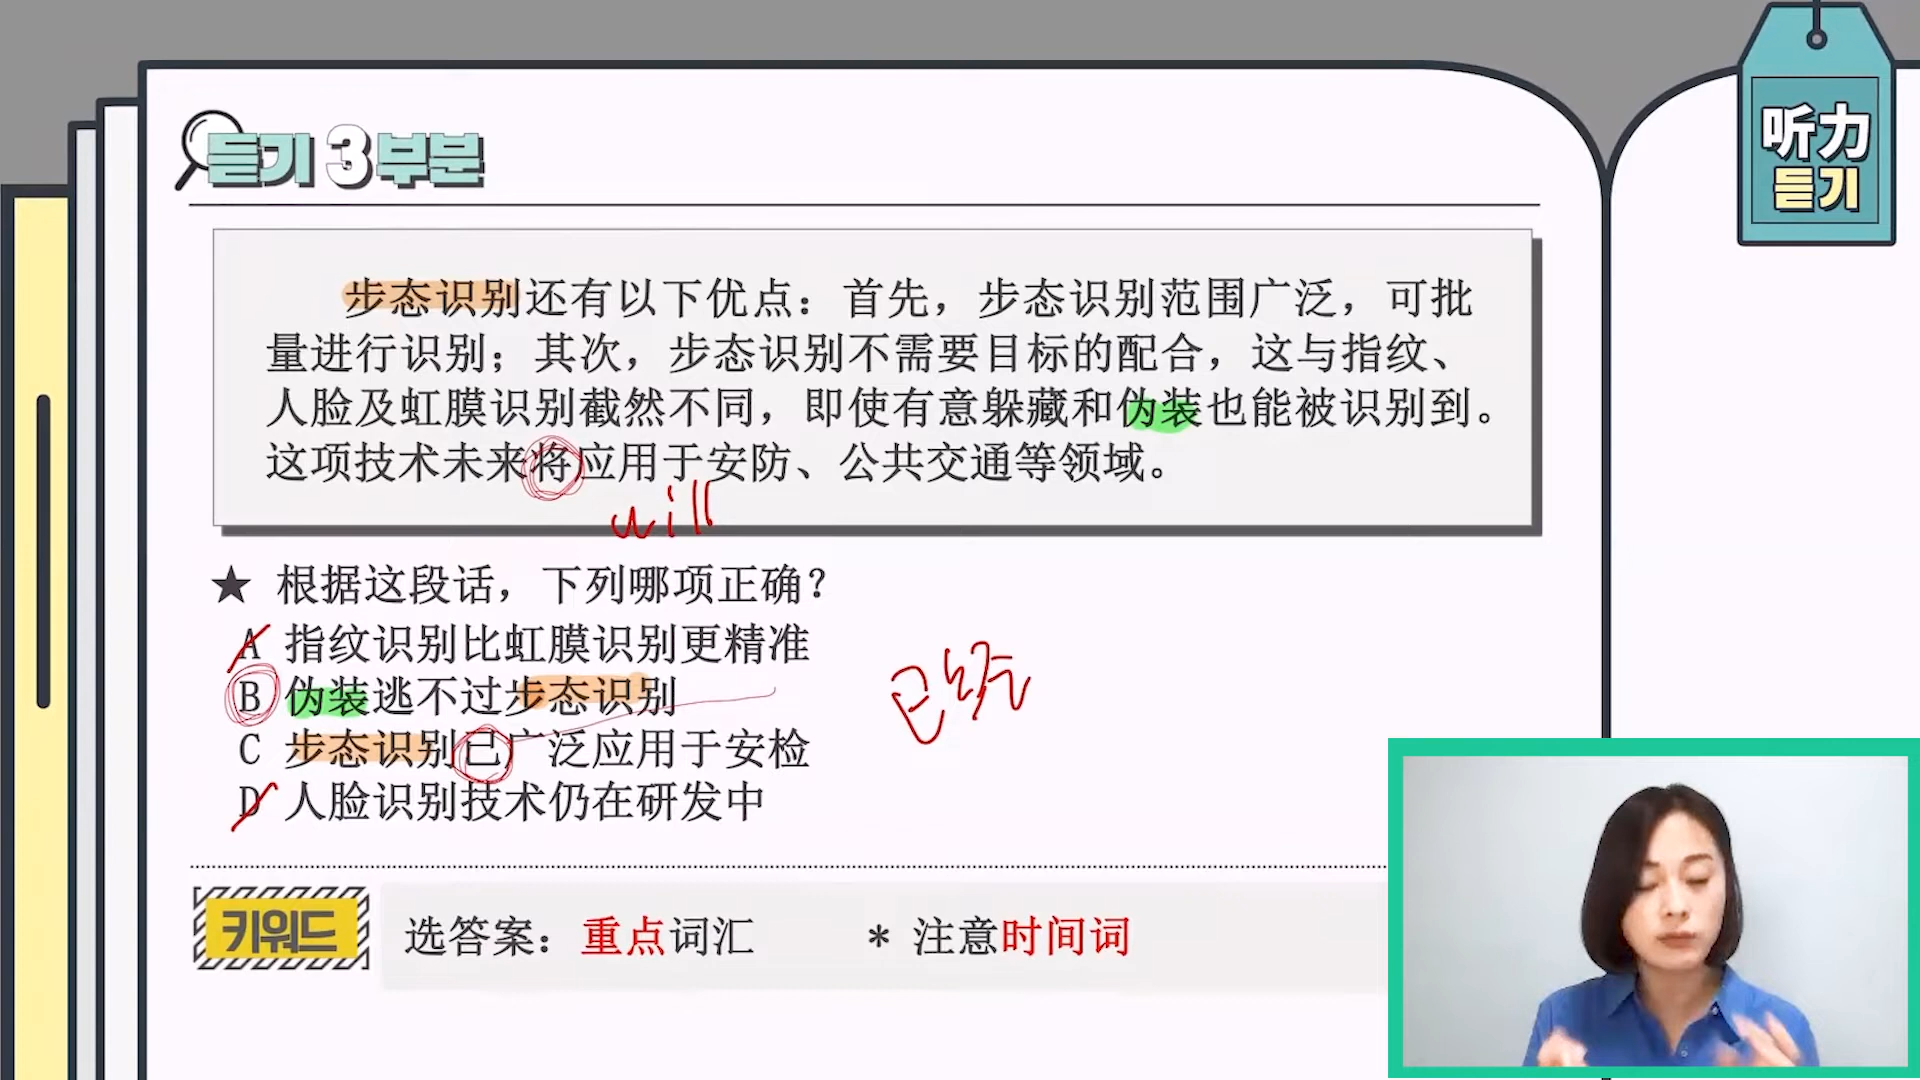 듣기 3 부분
听力
듣기
步态识别还有以下优点：首先，步态识别范围广泛，可批
量进行识别；其次，步态识别不需要目标的配合，这与指纹、
人脸及虹膜识别截然不同，即使有意躲藏和伪装也能被识别到。
这项技术未来将应用于安防、公共交通等领域。
will
★ 根据这段话，下列哪项正确？
A 指纹识别比虹膜识别更精准
B 伪装逃不过步态识别
C 步态识别已广泛应用于安检
D 人脸识别技术仍在研发中
已经
키워드
选答案：重点词汇 * 注意时间词